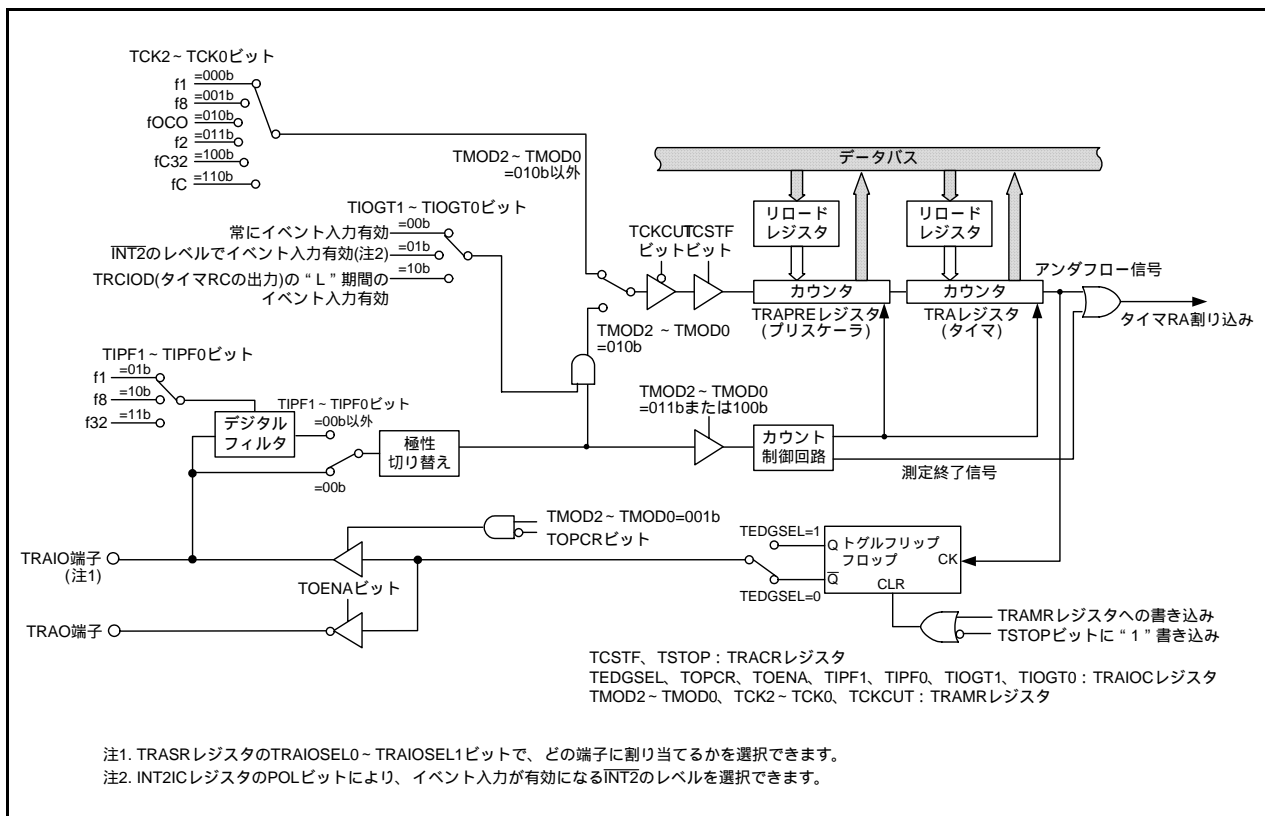 TCK2～TCK0ビット
f1 =000b
f8 =001b
fOCO =010b
f2 =011b
fC32 =100b
fC =110b
TMOD2～TMOD0
=010b以外
データバス
TIOGT1～TIOGT0ビット
常にイベント入力有効 =00b
INT2のレベルでイベント入力有効(注2) =01b
TRCIOD(タイマRCの出力)の“L”期間の =10b
イベント入力有効
TCKCUT
ビット
TCSTF
ビット
リロード
レジスタ
リロード
レジスタ
カウンタ
TRAPREレジスタ
(プリスケーラ)
カウンタ
TRAレジスタ
(タイマ)
アンダフロー信号
タイマRA割り込み
TMOD2～TMOD0
=010b
TIPF1～TIPF0ビット
f1 =01b
f8 =10b
f32 =11b
デジタル
フィルタ
TIPF1～TIPF0ビット
=00b以外
=00b
極性
切り替え
TMOD2～TMOD0
=011bまたは100b
カウント
制御回路
測定終了信号
TMOD2～TMOD0=001b
TOPCRビット
TRAIO端子
(注1)
TOENAビット
TRAO端子
TEDGSEL=1
TEDGSEL=0
Q トグルフリップ
フロップ
Q
CK
CLR
TRAMRレジスタへの書き込み
TSTOPビットに“1”書き込み
TCSTF、TSTOP：TRACRレジスタ
TEDGSEL、TOPCR、TOENA、TIPF1、TIPF0、TIOGT1、TIOGT0：TRAIOCレジスタ
TMOD2～TMOD0、TCK2～TCK0、TCKCUT：TRAMRレジスタ
注1. TRASRレジスタのTRAIOSEL0～TRAIOSEL1ビットで、どの端子に割り当てるかを選択できます。
注2. INT2ICレジスタのPOLビットにより、イベント入力が有効になるINT2のレベルを選択できます。